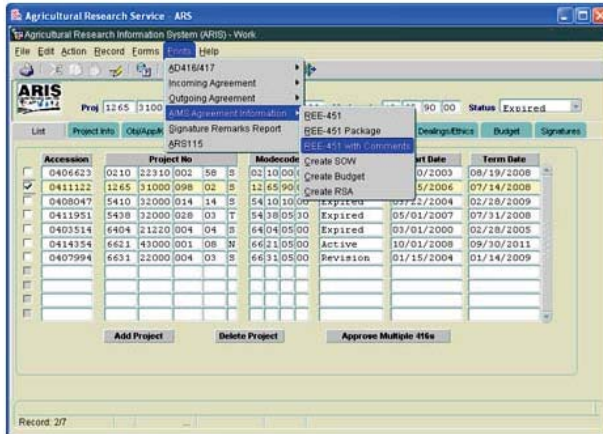 Agricultural Research Service - ARS
Agricultural Research Information System (ARIS) - Work
File Edit Action Record Forms Prints Help
AD416/417
Incoming Agreement
Outgoing Agreement
AIMS Agreement Information
Signature Remarks Report
ARS115
REE-451
REE-451 Package
REE-451 with Comments
Create SOW
Create Budget
Create RSA
ARIS
Proj 1265 3100 90 00 Status Expired
List Project Info Dealings/Ethics Budget Signatures
Accession Project No Modecode Term Date
0406623 0210 22310 002 58 S 02 10 00 /2003 08/19/2008
0411122 1265 31000 098 02 S 12 65 90 5/2006 07/14/2008
0408047 5410 32000 014 14 S 54 10 10 00 Expired 03/22/2004 02/28/2009
0411951 5438 32000 028 03 T 54 38 05 30 Expired 05/01/2007 07/31/2008
0403514 6404 21220 004 04 S 64 04 05 00 Expired 03/01/2000 02/28/2005
0414354 6621 43000 001 08 N 66 21 05 00 Active 10/01/2008 09/30/2011
0407994 6631 22000 004 03 S 66 31 05 00 Revision 01/15/2004 01/14/2009
Add Project Delete Project Approve Multiple 416s
Record: 2/7